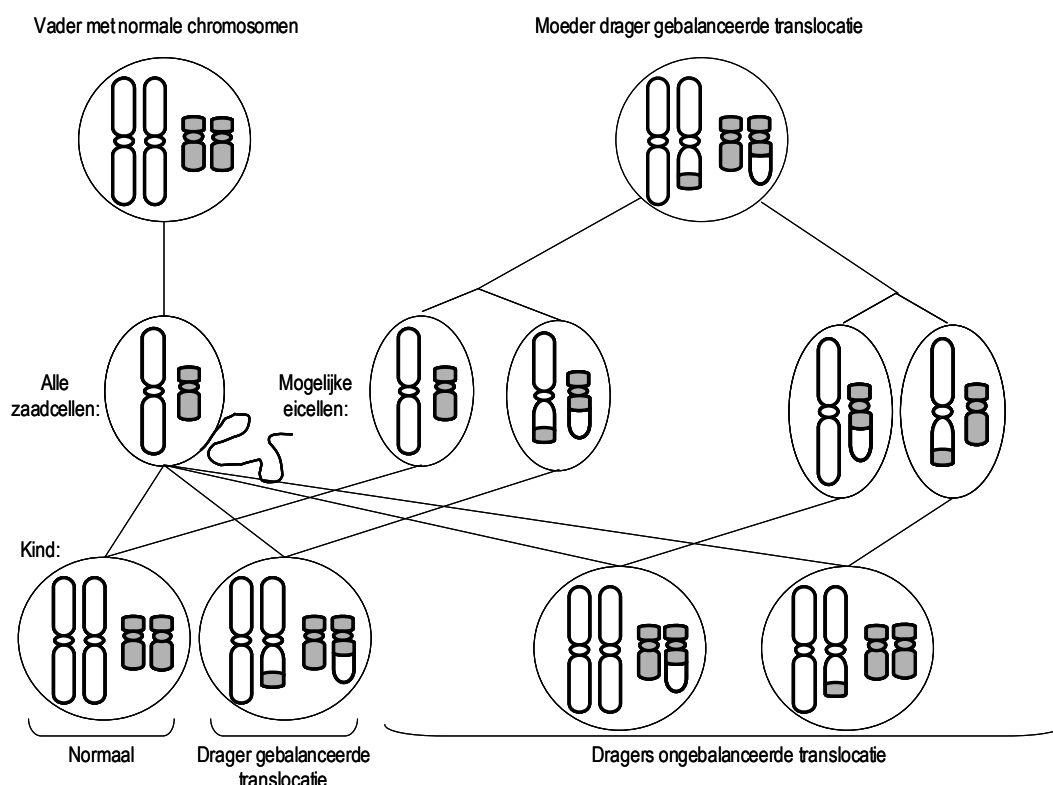 Vader met normale chromosomen
Moeder drager gebalanceerde translocatie
Alle
zaadcellen:
Mogelijke
eicellen:
Kind:
Normaal
Drager gebalanceerde
translocatie
Dragers ongebalanceerde translocatie